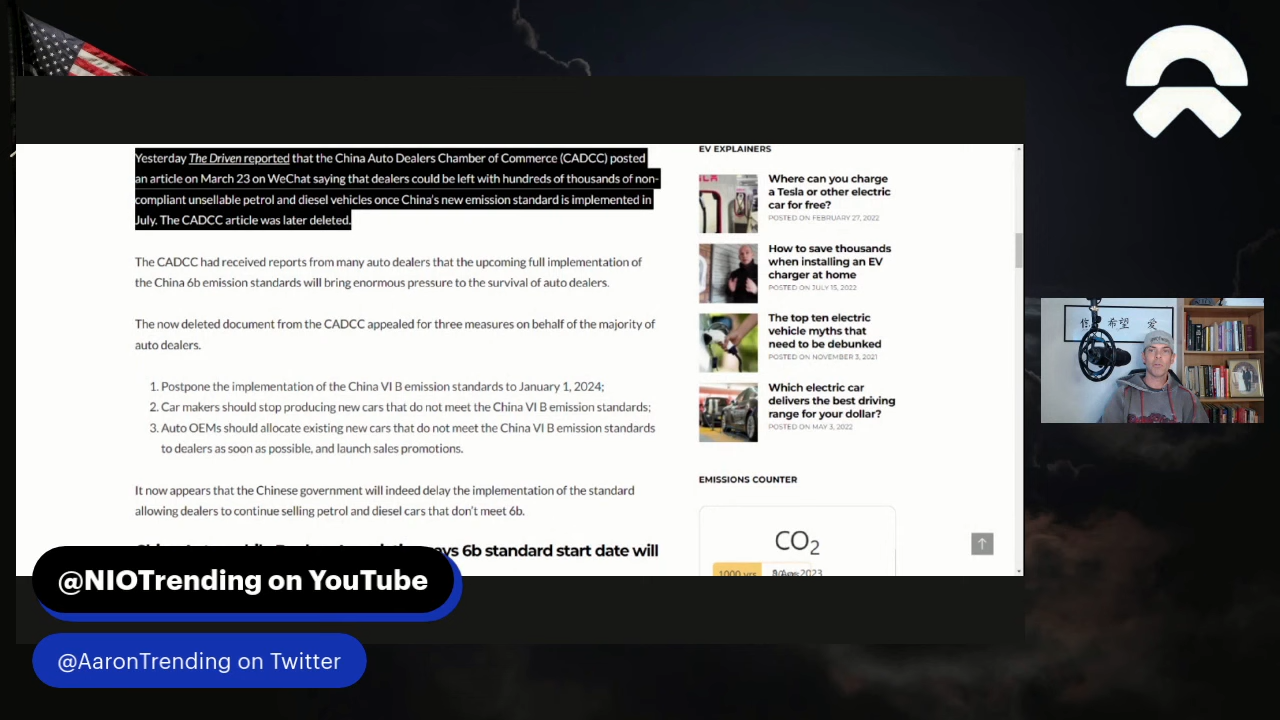 Yesterday The Driven reported that the China Auto Dealers Chamber of Commerce (CADCC) posted
an article on March 23 on WeChat saying that dealers could be left with hundreds of thousands of non-
compliant unsellable petrol and diesel vehicles once China's new emission standard is implemented in
July. The CADCC article was later deleted.
The CADCC had received reports from many auto dealers that the upcoming full implementation of
the China 6b emission standards will bring enormous pressure to the survival of auto dealers.
The now deleted document from the CADCC appealed for three measures on behalf of the majority of
auto dealers.
1. Postpone the implementation of the China VI B emission standards to January 1, 2024;
2. Car makers should stop producing new cars that do not meet the China VI B emission standards;
3. Auto OEMs should allocate existing new cars that do not meet the China VI B emission standards
to dealers as soon as possible, and launch sales promotions.
It now appears that the Chinese government will indeed delay the implementation of the standard
allowing dealers to continue selling petrol and diesel cars that don't meet 6b.
6b standard start date will
EV EXPLAINERS
Where can you charge
a Tesla or other electric
car for free?
POSTED ON FEBRUARY 27, 2022
How to save thousands
when installing an EV
charger at home
POSTED ON JULY 15, 2022
The top ten electric
vehicle myths that
need to be debunked
POSTED ON NOVEMBER 3, 2021
Which electric car
delivers the best driving
range for your dollar?
POSTED ON MAY 3, 2022
EMISSIONS COUNTER
CO2
2023
希望 愛
@NIOTrending on YouTube
@AaronTrending on Twitter